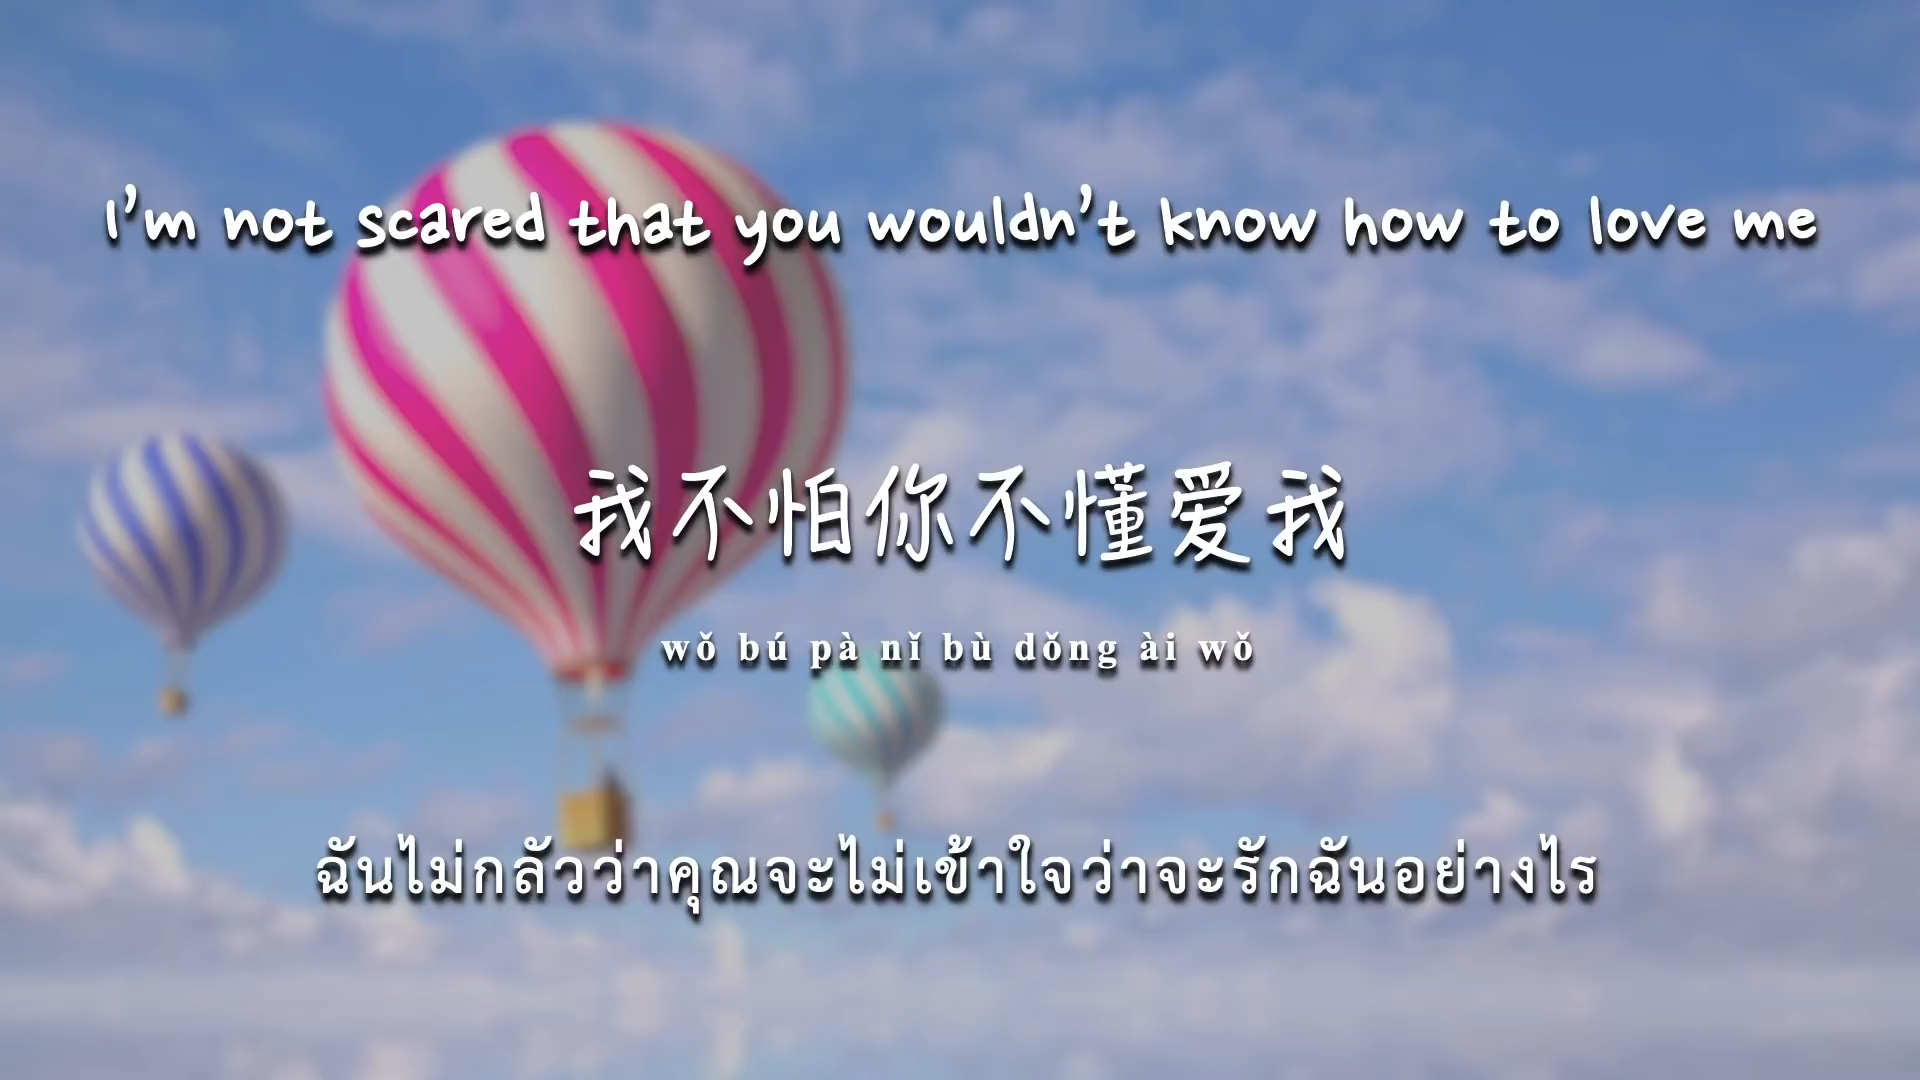 I'm not scared that you wouldn't know how to love me
我不怕你不懂爱我
wǒ bú pà nǐ bù dǒng ài wǒ
ฉันไม่กลัวว่าคุณจะไม่เข้าใจว่าจะรักฉันอย่างไร